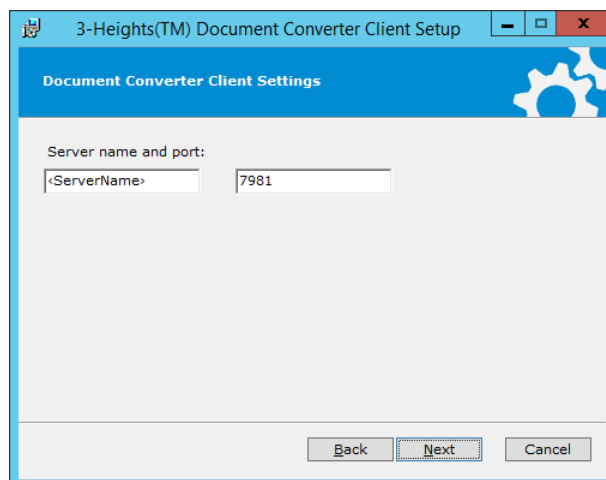 3-Heights(TM) Document Converter Client Setup
Document Converter Client Settings
Server name and port:
<ServerName> 7981
Back Next Cancel